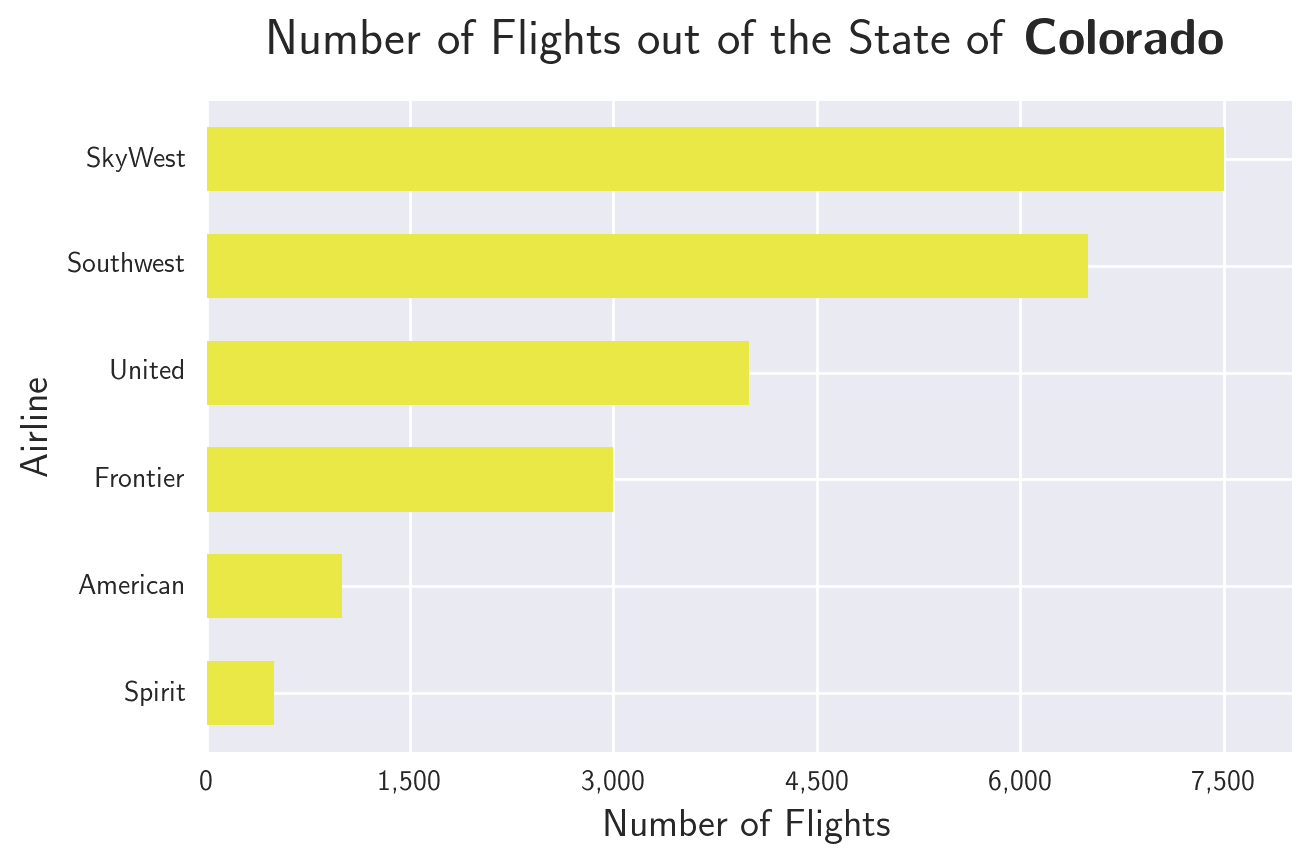 Number of Flights out of the State of Colorado
SkyWest
Southwest
United
Frontier
American
Spirit
Airline
0 1,500 3,000 4,500 6,000 7,500
Number of Flights